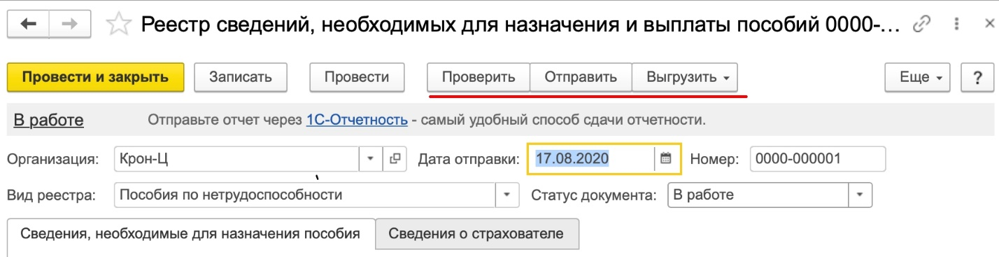 Реестр сведений, необходимых для назначения и выплаты пособий 0000-...
Провести и закрыть Записать Провести Проверить Отправить Выгрузить Еще ?
В работе Отправьте отчет через 1С-Отчетность - самый удобный способ сдачи отчетности.
Организация: Крон-Ц Дата отправки: 17.08.2020 Номер: 0000-000001
Вид реестра: Пособия по нетрудоспособности Статус документа: В работе
Сведения, необходимые для назначения пособия Сведения о страхователе